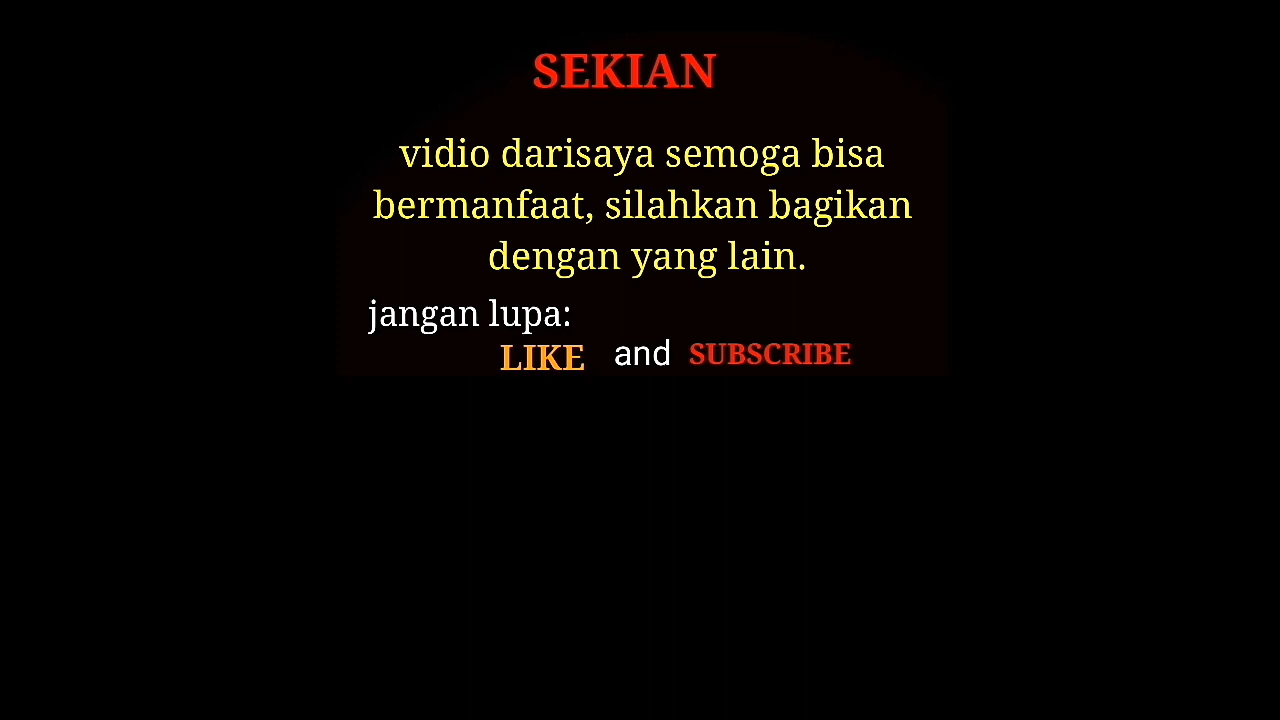 SEKIAN
vidio darisaya semoga bisa
bermanfaat, silahkan bagikan
dengan yang lain.
jangan lupa:
LIKE and SUBSCRIBE